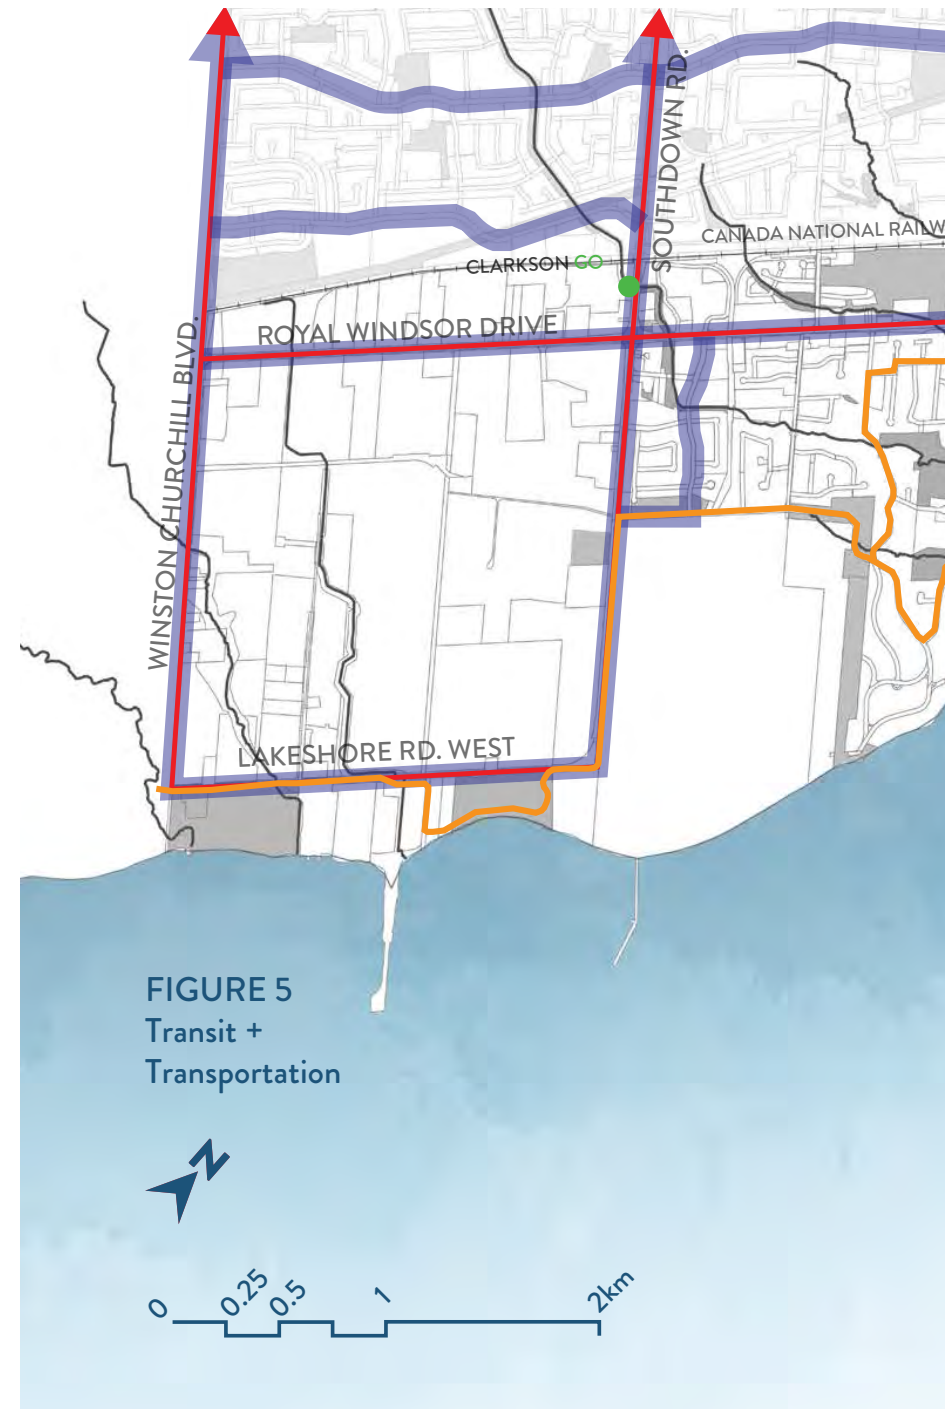 SOUTHDOWN RD.
CANADA NATIONAL RAILW
CLARKSON GO
ROYAL WINDSOR DRIVE
WINSTON CHURCHILL BLVD.
LAKESHORE RD. WEST
FIGURE 5
Transit +
Transportation
N
0 0.25 0.5 1 2km